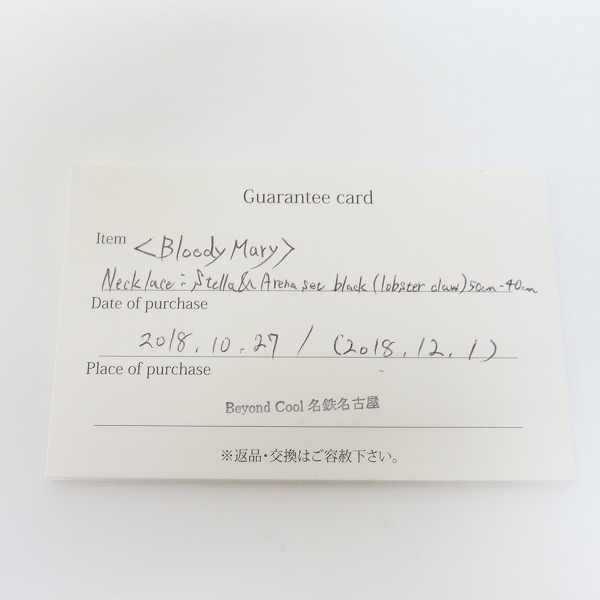 Guarantee card
Item <Bloody Mary>
Necklace : Stella & Arena set black (lobster claw) 50cm-40cm
Date of purchase
2018.10.27 / (2018.12.1)
Place of purchase
Beyond Cool 名鉄名古屋
※返品・交換はご容赦下さい。